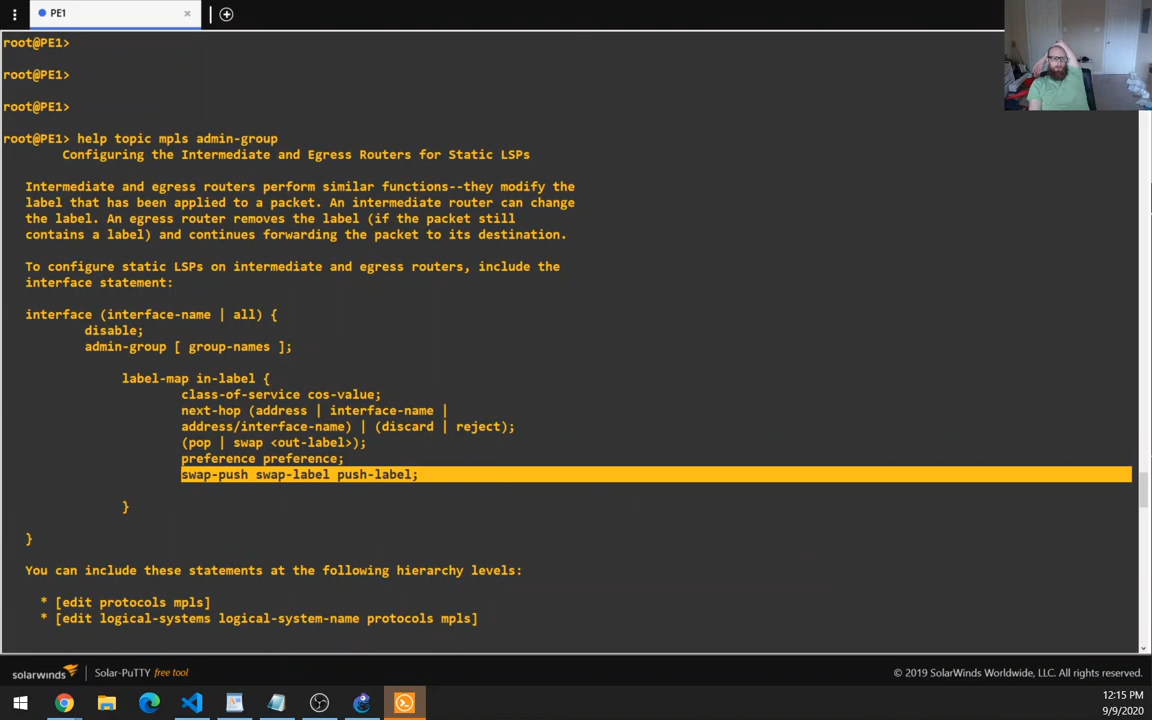 PE1
root@PE1>
root@PE1>
root@PE1>
root@PE1> help topic mpls admin-group
Configuring the Intermediate and Egress Routers for Static LSPs
Intermediate and egress routers perform similar functions--they modify the
label that has been applied to a packet. An intermediate router can change
the label. An egress router removes the label (if the packet still
contains a label) and continues forwarding the packet to its destination.
To configure static LSPs on intermediate and egress routers, include the
interface statement:
interface (interface-name | all) {
disable;
admin-group [ group-names ];
label-map in-label {
class-of-service cos-value;
next-hop (address | interface-name |
address/interface-name) | (discard | reject);
(pop | swap <out-label>);
preference preference;
swap-push swap-label push-label;
}
}
You can include these statements at the following hierarchy levels:
* [edit protocols mpls]
* [edit logical-systems logical-system-name protocols mpls]
solarwinds Solar-PuTTY free tool © 2019 SolarWinds Worldwide, LLC. All rights reserved.
12:15 PM
9/9/2020